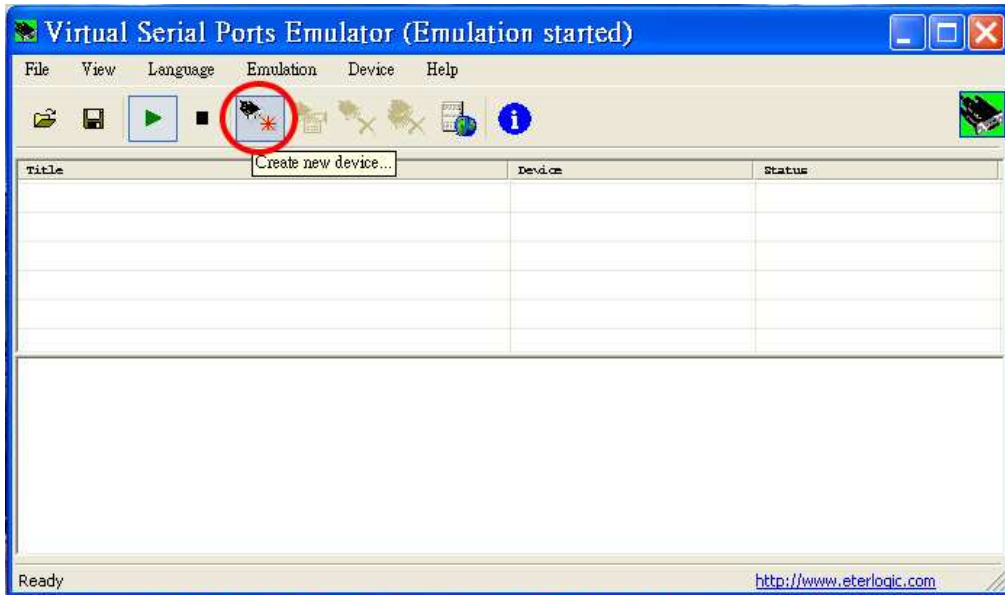 Virtual Serial Ports Emulator (Emulation started)
File View Language Emulation Device Help
Create new device...
Title Device Status
Ready http://www.eterlogic.com